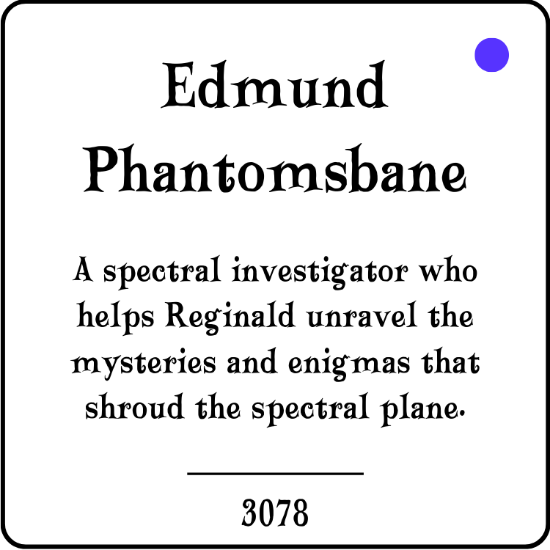 Edmund
Phantomsbane
A spectral investigator who
helps Reginald unravel the
mysteries and enigmas that
shroud the spectral plane.
3078